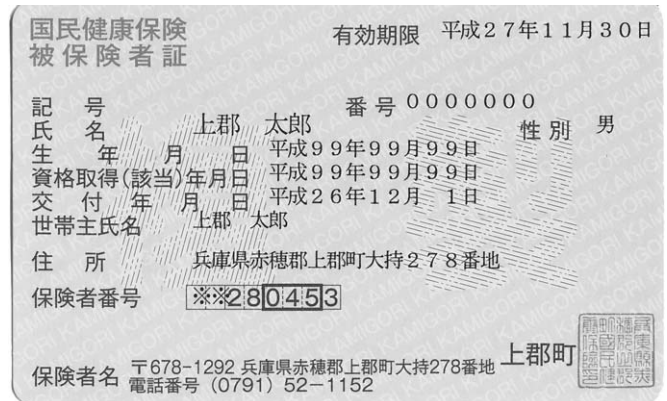 国民健康保険
被保険者証
有効期限 平成27年11月30日
記号 番号 0000000
氏名 上郡 太郎 性別 男
生年月日 平成99年99月99日
資格取得(該当)年月日 平成99年99月99日
交付年月日 平成26年12月 1日
世帯主氏名 上郡 太郎
住所 兵庫県赤穂郡上郡町大持278番地
保険者番号 ※※280453
保険者名 〒678-1292 兵庫県赤穂郡上郡町大持278番地 上郡町
電話番号 (0791) 52-1152